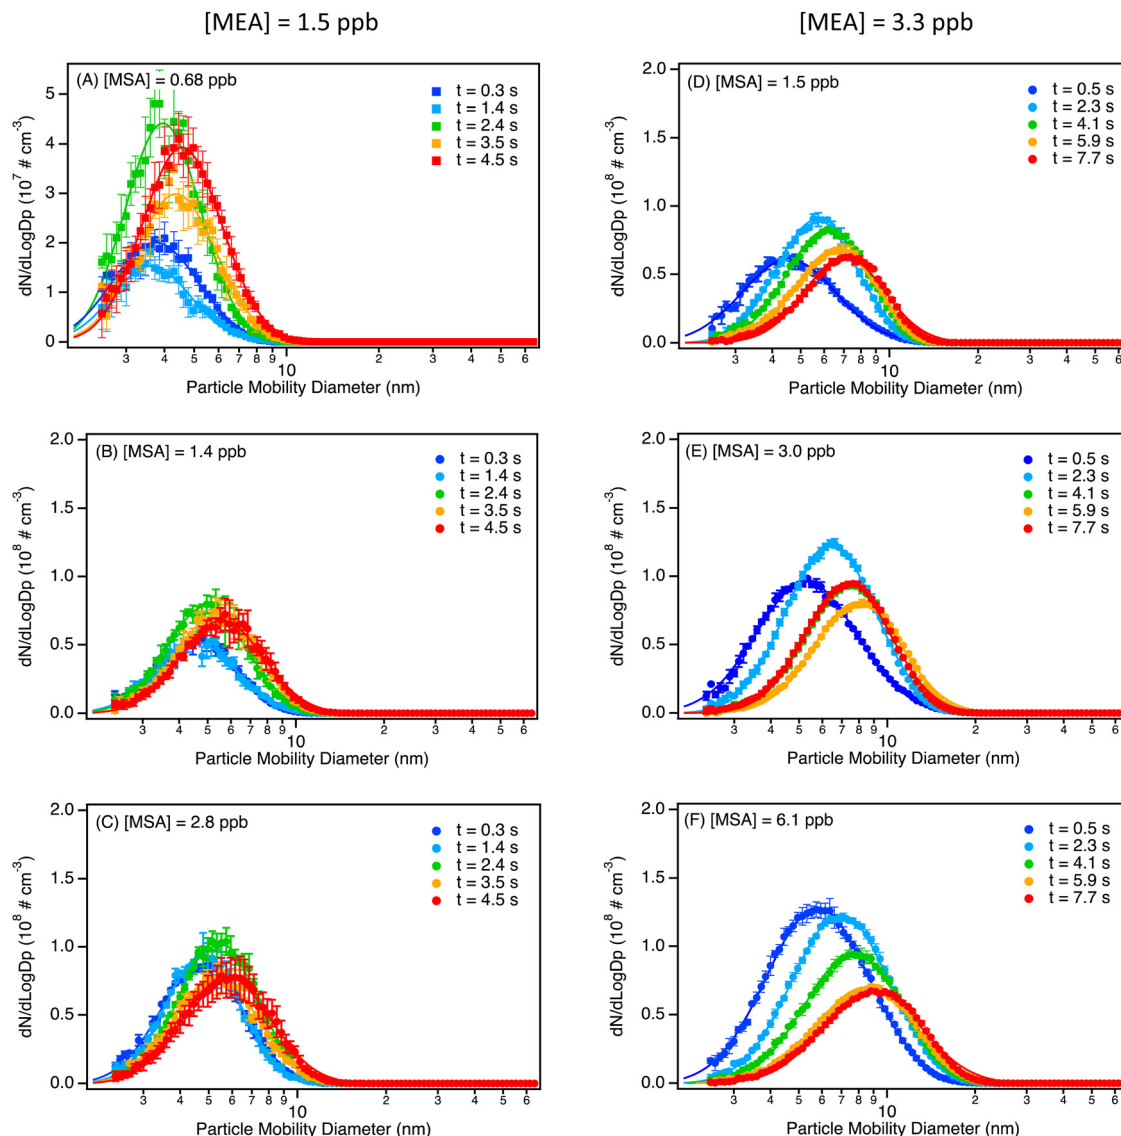 [MEA] = 1.5 ppb
[MEA] = 3.3 ppb
(A) [MSA] = 0.68 ppb
t = 0.3 s
t = 1.4 s
t = 2.4 s
t = 3.5 s
t = 4.5 s
dN/dLogDp (10⁷ # cm⁻³)
5
4
3
2
1
0
3 4 5 6 7 8 9 10 2 3 4 5 6
Particle Mobility Diameter (nm)
(D) [MSA] = 1.5 ppb
t = 0.5 s
t = 2.3 s
t = 4.1 s
t = 5.9 s
t = 7.7 s
dN/dLogDp (10⁸ # cm⁻³)
2.0
1.5
1.0
0.5
0.0
3 4 5 6 7 8 9 10 2 3 4 5 6
Particle Mobility Diameter (nm)
(B) [MSA] = 1.4 ppb
t = 0.3 s
t = 1.4 s
t = 2.4 s
t = 3.5 s
t = 4.5 s
dN/dLogDp (10⁸ # cm⁻³)
2.0
1.5
1.0
0.5
0.0
3 4 5 6 7 8 9 10 2 3 4 5 6
Particle Mobility Diameter (nm)
(E) [MSA] = 3.0 ppb
t = 0.5 s
t = 2.3 s
t = 4.1 s
t = 5.9 s
t = 7.7 s
dN/dLogDp (10⁸ # cm⁻³)
2.0
1.5
1.0
0.5
0.0
3 4 5 6 7 8 9 10 2 3 4 5 6
Particle Mobility Diameter (nm)
(C) [MSA] = 2.8 ppb
t = 0.3 s
t = 1.4 s
t = 2.4 s
t = 3.5 s
t = 4.5 s
dN/dLogDp (10⁸ # cm⁻³)
2.0
1.5
1.0
0.5
0.0
3 4 5 6 7 8 9 10 2 3 4 5 6
Particle Mobility Diameter (nm)
(F) [MSA] = 6.1 ppb
t = 0.5 s
t = 2.3 s
t = 4.1 s
t = 5.9 s
t = 7.7 s
dN/dLogDp (10⁸ # cm⁻³)
2.0
1.5
1.0
0.5
0.0
3 4 5 6 7 8 9 10 2 3 4 5 6
Particle Mobility Diameter (nm)